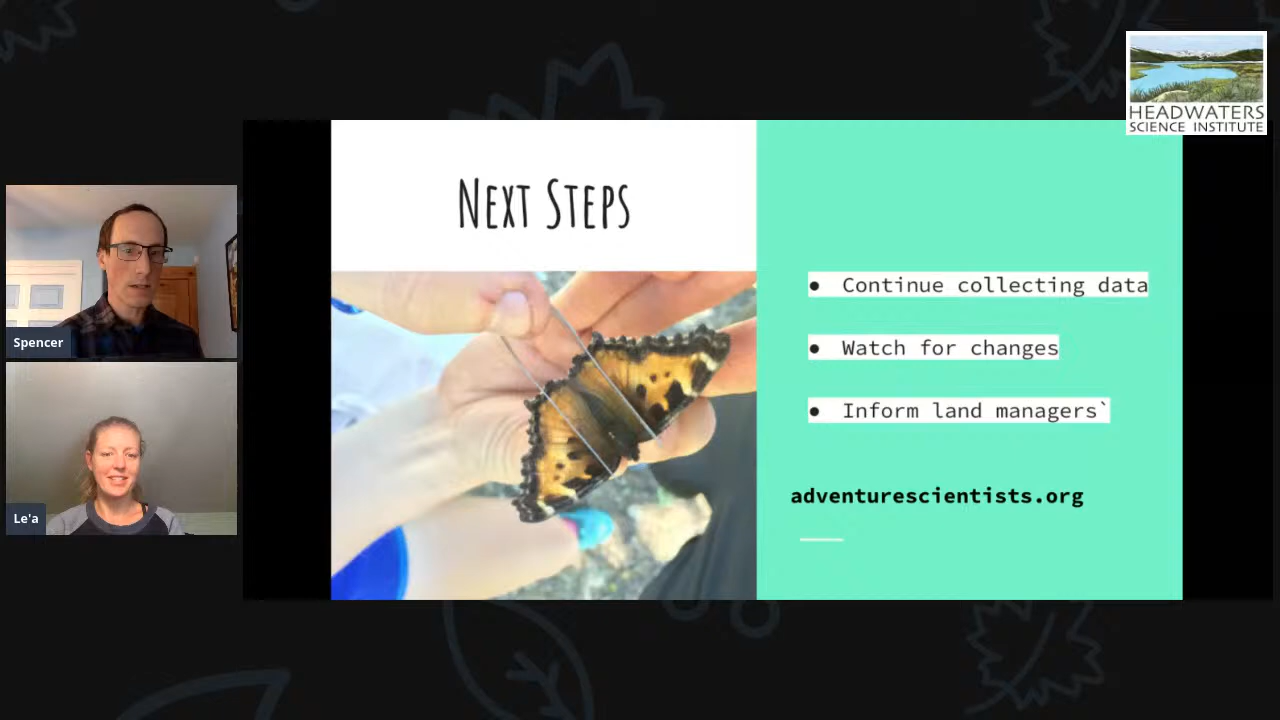 HEADWATERS
SCIENCE INSTITUTE
Next Steps
● Continue collecting data
● Watch for changes
● Inform land managers`
adventurescientists.org
Spencer
Le'a